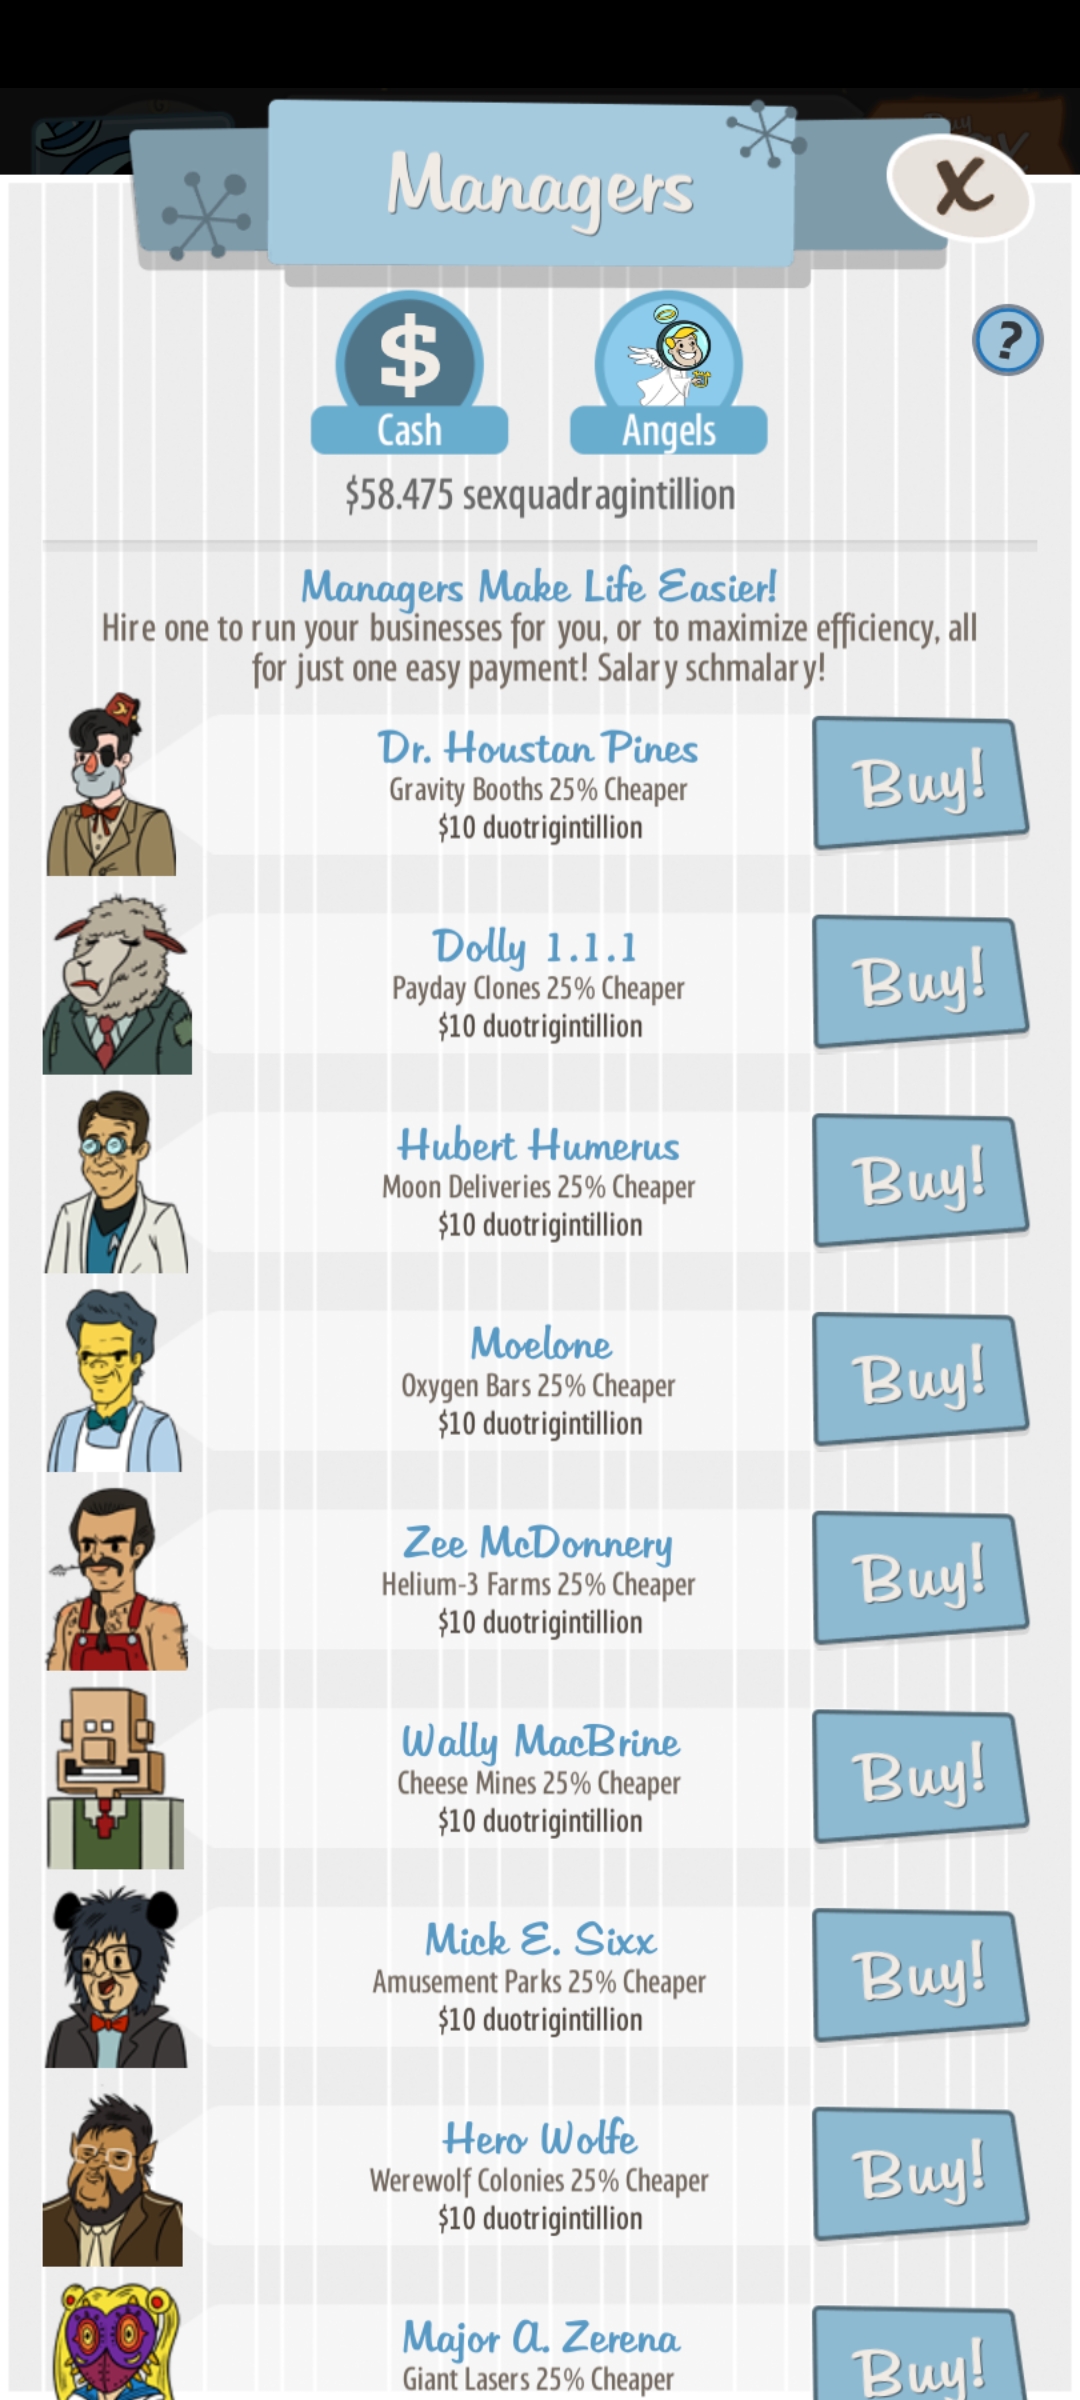 Managers
X
$
?
Cash
Angels
$58.475 sexquadragintillion
Managers Make Life Easier!
Hire one to run your businesses for you, or to maximize efficiency, all
for just one easy payment! Salary schmalary!
Dr. Houstan Pines
Gravity Booths 25% Cheaper
$10 duotrigintillion
Buy!
Dolly 1.1.1
Payday Clones 25% Cheaper
$10 duotrigintillion
Buy!
Hubert Humerus
Moon Deliveries 25% Cheaper
$10 duotrigintillion
Buy!
Moelone
Oxygen Bars 25% Cheaper
$10 duotrigintillion
Buy!
Zee McDonnery
Helium-3 Farms 25% Cheaper
$10 duotrigintillion
Buy!
Wally MacBrine
Cheese Mines 25% Cheaper
$10 duotrigintillion
Buy!
Mick E. Sixx
Amusement Parks 25% Cheaper
$10 duotrigintillion
Buy!
Hero Wolfe
Werewolf Colonies 25% Cheaper
$10 duotrigintillion
Buy!
Major A. Zerena
Giant Lasers 25% Cheaper
Buy!